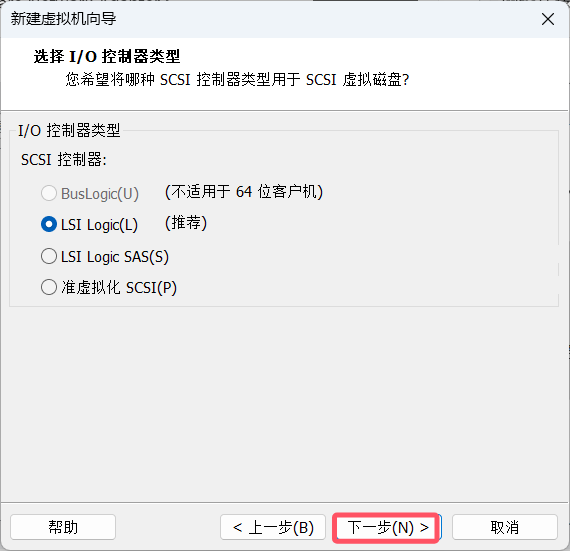 新建虚拟机向导
选择 I/O 控制器类型
您希望将哪种 SCSI 控制器类型用于 SCSI 虚拟磁盘?
I/O 控制器类型
SCSI 控制器:
BusLogic(U) (不适用于 64 位客户机)
LSI Logic(L) (推荐)
LSI Logic SAS(S)
准虚拟化 SCSI(P)
帮助 < 上一步(B) 下一步(N) > 取消